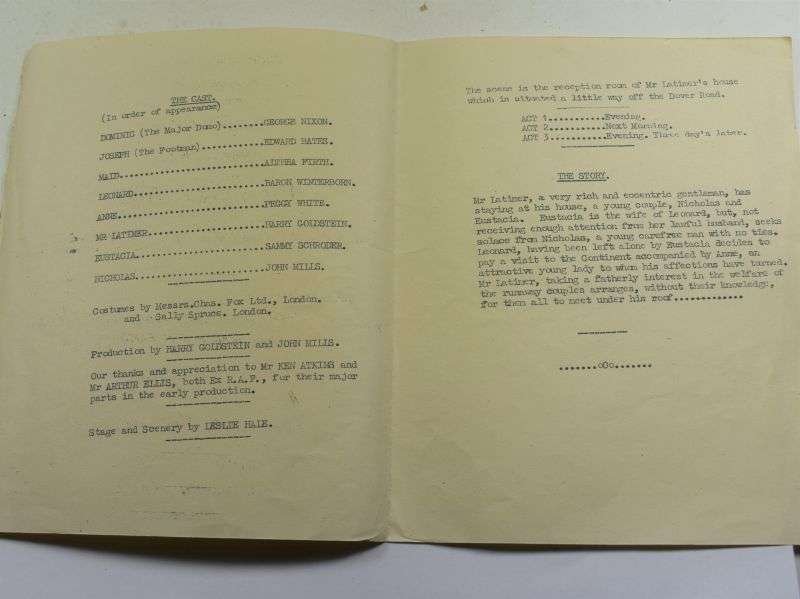 THE CAST.
(In order of appearance)
DOMINIC (The Major Domo)........GEORGE NIXON.
JOSEPH (The Footman)............EDWARD BATES.
MAID............................ALTHEA FIRTH.
LEONARD.........................BARON WINTERBORN.
ANNE............................PEGGY WHITE.
MR LATIMER......................HARRY GOLDSTEIN.
EUSTACIA........................SAMMY SCHRODER.
NICHOLAS........................JOHN MILLS.
Costumes by Messrs.Chas. Fox Ltd., London.
and Sally Spruce. London.
Production by HARRY GOLDSTEIN and JOHN MILLS.
Our thanks and appreciation to Mr KEN ATKINS and
Mr ARTHUR ELLIS, both Ex R.A.F., for their major
parts in the early production.
Stage and Scenery by LESLIE HALE.
The scene is the reception room of Mr Latimer's house
which is situated a little way off the Dover Road.
ACT 1...........Evening.
ACT 2...........Next Morning.
ACT 3...........Evening. Three day's later.
THE STORY.
Mr Latimer, a very rich and eccentric gentleman, has
staying at his house, a young couple, Nicholas and
Eustacia. Eustacia is the wife of Leonard, but, not
receiving enough attention from her lawful husband, seeks
solace from Nicholas, a young carefree man with no ties.
Leonard, having been left alone by Eustacia decides to
pay a visit to the Continent accompanied by Anne, an
attractive young lady to whom his affections have turned.
Mr Latimer, taking a fatherly interest in the welfare of
the runaway couples arranges, without their knowledge,
for them all to meet under his roof.............
.......oOo.......